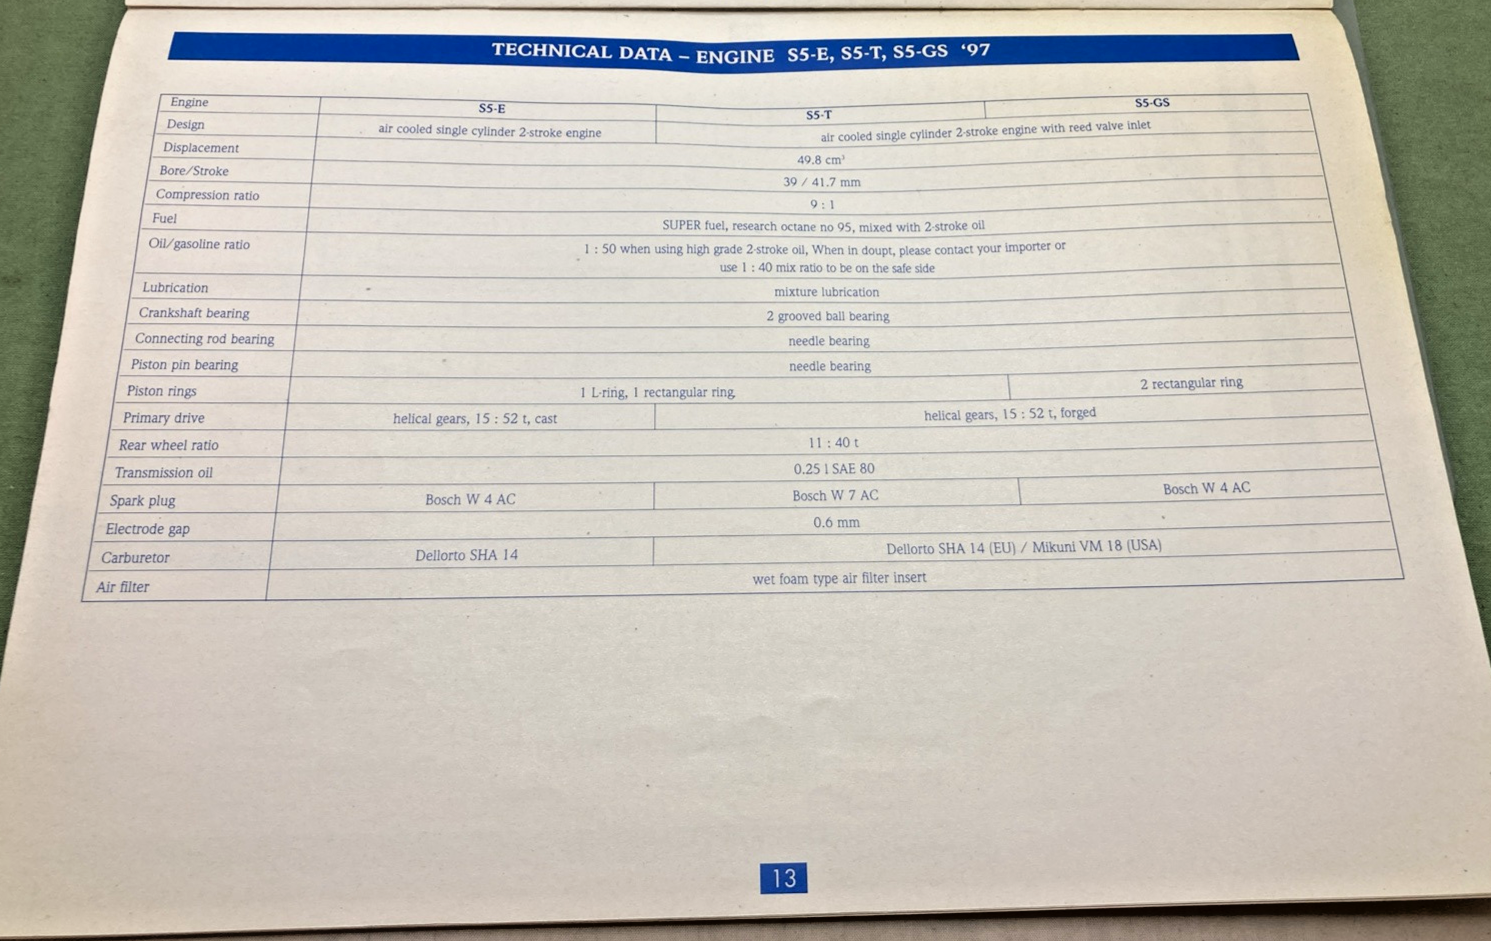 TECHNICAL DATA – ENGINE S5-E, S5-T, S5-GS '97
Engine S5-E S5-T S5-GS
Design air cooled single cylinder 2-stroke engine air cooled single cylinder 2-stroke engine with reed valve inlet
Displacement 49.8 cm³
Bore/Stroke 39 / 41.7 mm
Compression ratio 9 : 1
Fuel SUPER fuel, research octane no 95, mixed with 2-stroke oil
Oil/gasoline ratio 1 : 50 when using high grade 2-stroke oil, When in doupt, please contact your importer or
use 1 : 40 mix ratio to be on the safe side
Lubrication mixture lubrication
Crankshaft bearing 2 grooved ball bearing
Connecting rod bearing needle bearing
Piston pin bearing needle bearing
Piston rings 1 L-ring, 1 rectangular ring 2 rectangular ring
Primary drive helical gears, 15 : 52 t, cast helical gears, 15 : 52 t, forged
Rear wheel ratio 11 : 40 t
Transmission oil 0.25 l SAE 80
Spark plug Bosch W 4 AC Bosch W 7 AC Bosch W 4 AC
Electrode gap 0.6 mm
Carburetor Dellorto SHA 14 Dellorto SHA 14 (EU) / Mikuni VM 18 (USA)
Air filter wet foam type air filter insert
13